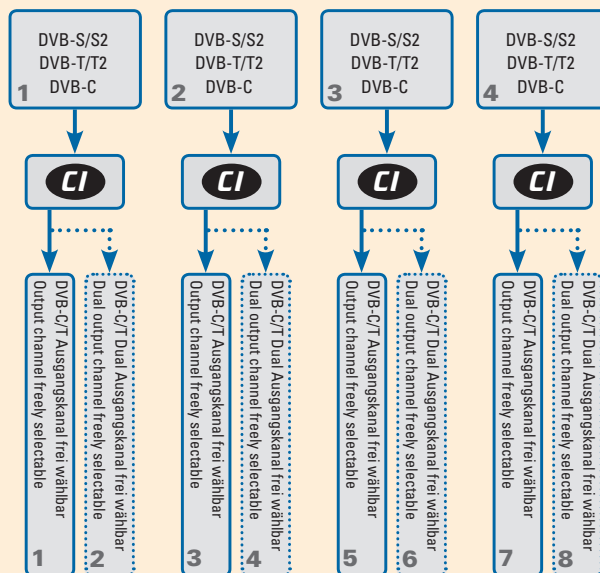 DVB-S/S2
DVB-T/T2
DVB-C
1
DVB-S/S2
DVB-T/T2
DVB-C
2
DVB-S/S2
DVB-T/T2
DVB-C
3
DVB-S/S2
DVB-T/T2
DVB-C
4
CI
CI
CI
CI
DVB-C/T Ausgangskanal frei wählbar
Output channel freely selectable
1
DVB-C/T Dual Ausgangskanal frei wählbar
Dual output channel freely selectable
2
DVB-C/T Ausgangskanal frei wählbar
Output channel freely selectable
3
DVB-C/T Dual Ausgangskanal frei wählbar
Dual output channel freely selectable
4
DVB-C/T Ausgangskanal frei wählbar
Output channel freely selectable
5
DVB-C/T Dual Ausgangskanal frei wählbar
Dual output channel freely selectable
6
DVB-C/T Ausgangskanal frei wählbar
Output channel freely selectable
7
DVB-C/T Dual Ausgangskanal frei wählbar
Dual output channel freely selectable
8